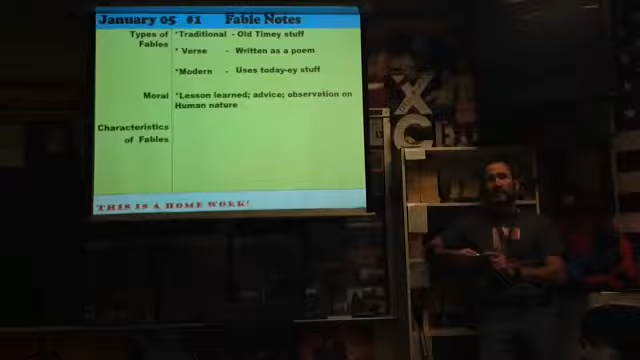 January 05 #1 Fable Notes
Types of Fables *Traditional - Old Timey stuff
* Verse - Written as a poem
*Modern - Uses today-ey stuff
Moral *Lesson learned; advice; observation on
Human nature
Characteristics
of Fables
THIS IS A HOME WORK!
X
G